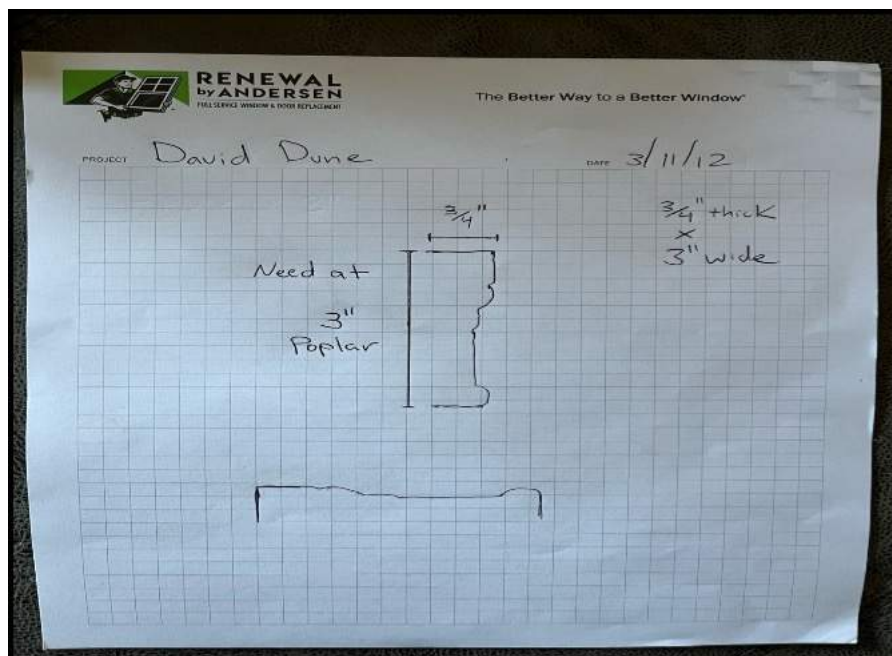 RENEWAL
by ANDERSEN
FULL SERVICE WINDOW & DOOR REPLACEMENT
The Better Way to a Better Window®
PROJECT David Dune
DATE 3/11/12
3/4"
3/4" thick
x
3" wide
Need at
3"
Poplar